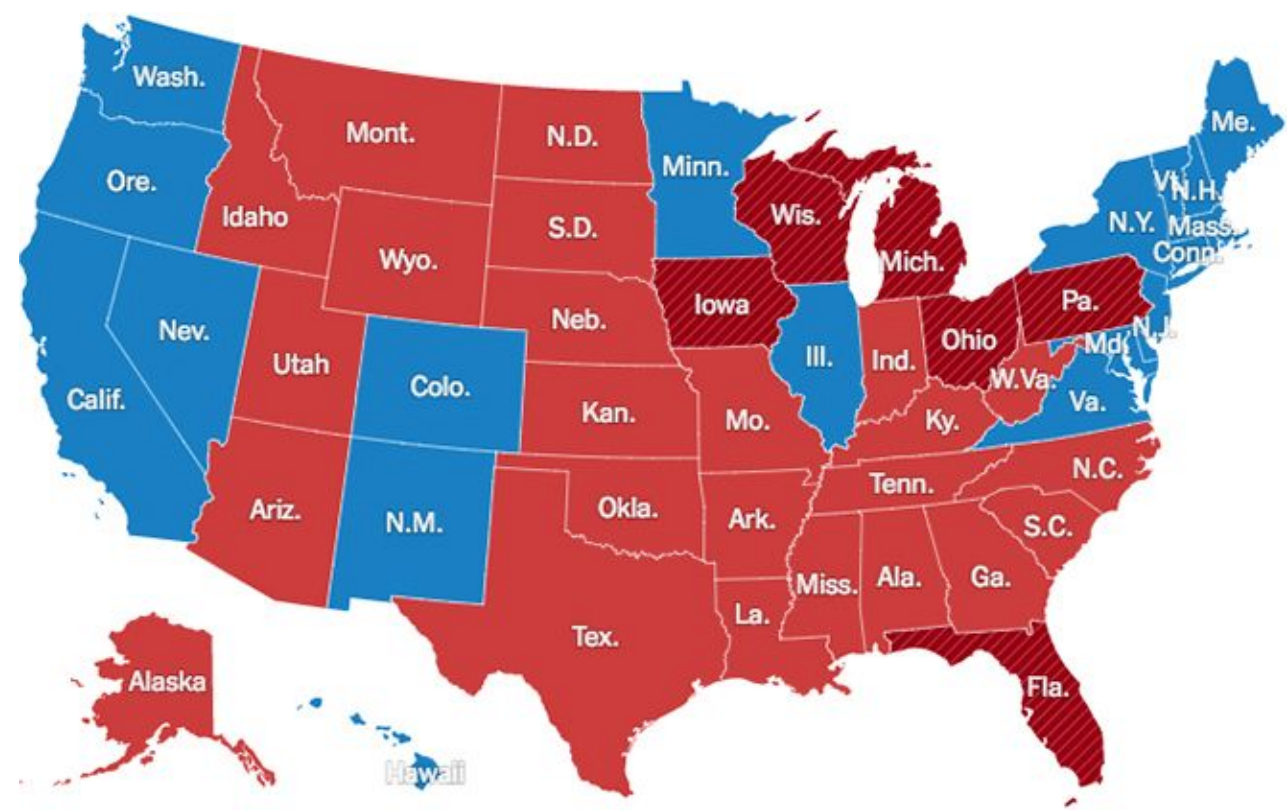 Wash.
Mont.
N.D.
Minn.
Me.
Ore.
Idaho
S.D.
Wis.
Vt.
N.H.
N.Y.
Mass.
Wyo.
Mich.
Conn.
Nev.
Neb.
Iowa
Pa.
Utah
Colo.
Ill.
Ind.
Ohio
N.J.
Md.
Calif.
Kan.
Mo.
Ky.
W.Va.
Va.
Ariz.
N.M.
Okla.
Ark.
Tenn.
N.C.
S.C.
Tex.
La.
Miss.
Ala.
Ga.
Alaska
Hawaii
Fla.